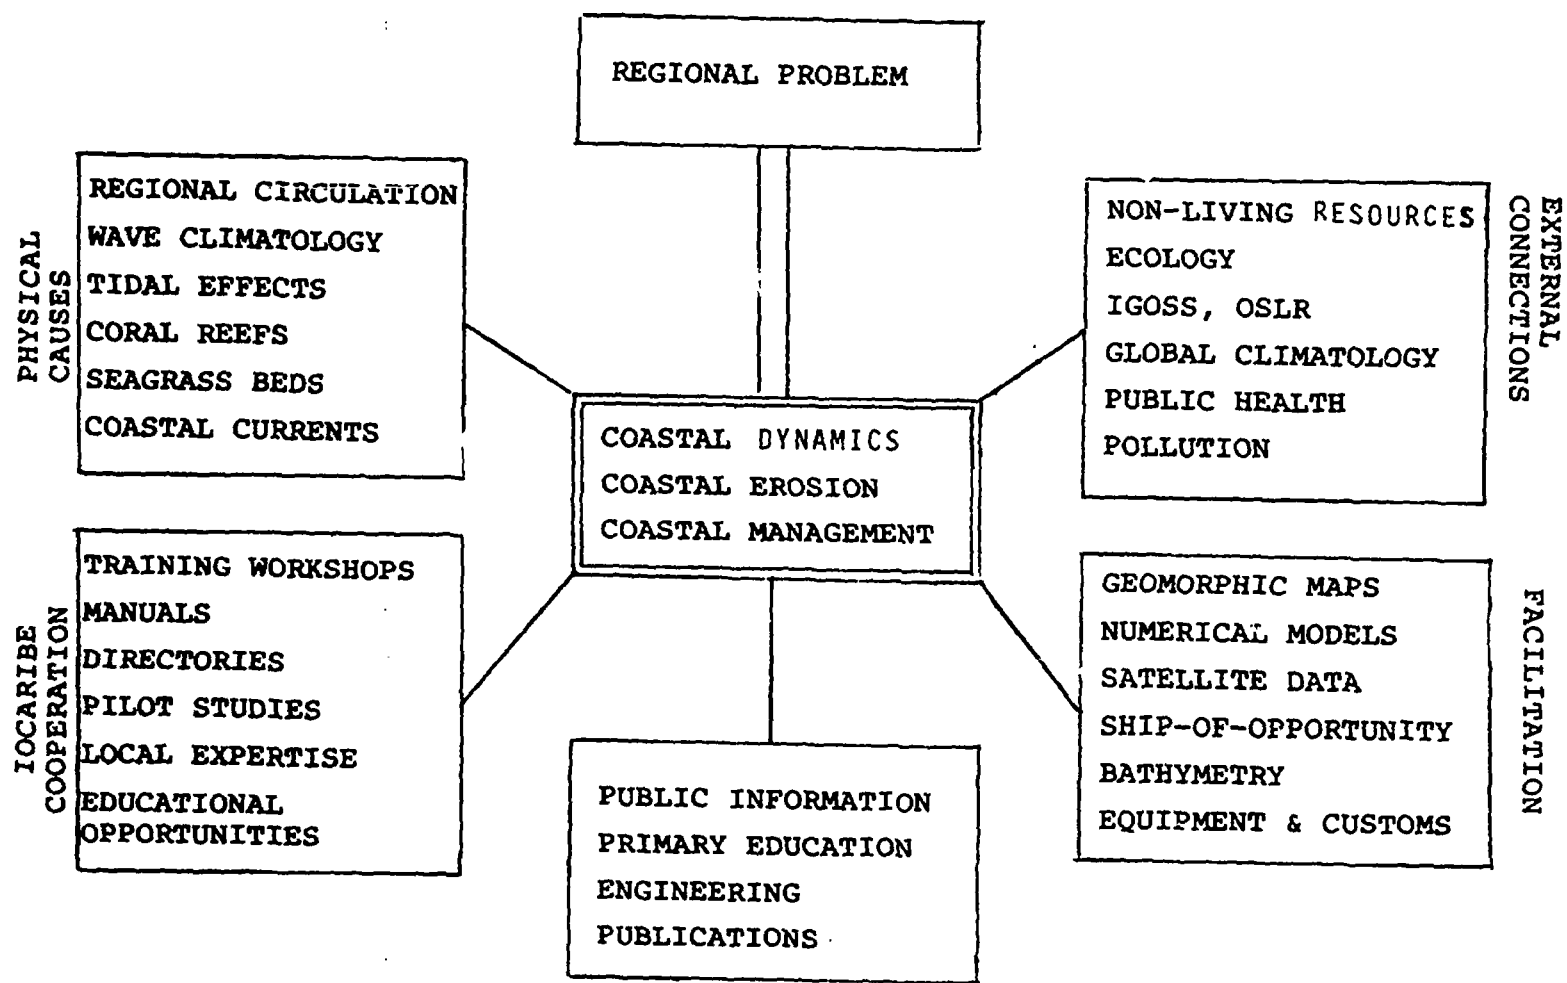 REGIONAL PROBLEM
PHYSICAL
CAUSES
REGIONAL CIRCULATION
WAVE CLIMATOLOGY
TIDAL EFFECTS
CORAL REEFS
SEAGRASS BEDS
COASTAL CURRENTS
NON-LIVING RESOURCES
ECOLOGY
IGOSS, OSLR
GLOBAL CLIMATOLOGY
PUBLIC HEALTH
POLLUTION
EXTERNAL
CONNECTIONS
COASTAL DYNAMICS
COASTAL EROSION
COASTAL MANAGEMENT
IOCARIBE
COOPERATION
TRAINING WORKSHOPS
MANUALS
DIRECTORIES
PILOT STUDIES
LOCAL EXPERTISE
EDUCATIONAL
OPPORTUNITIES
PUBLIC INFORMATION
PRIMARY EDUCATION
ENGINEERING
PUBLICATIONS
GEOMORPHIC MAPS
NUMERICAL MODELS
SATELLITE DATA
SHIP-OF-OPPORTUNITY
BATHYMETRY
EQUIPMENT & CUSTOMS
FACILITATION